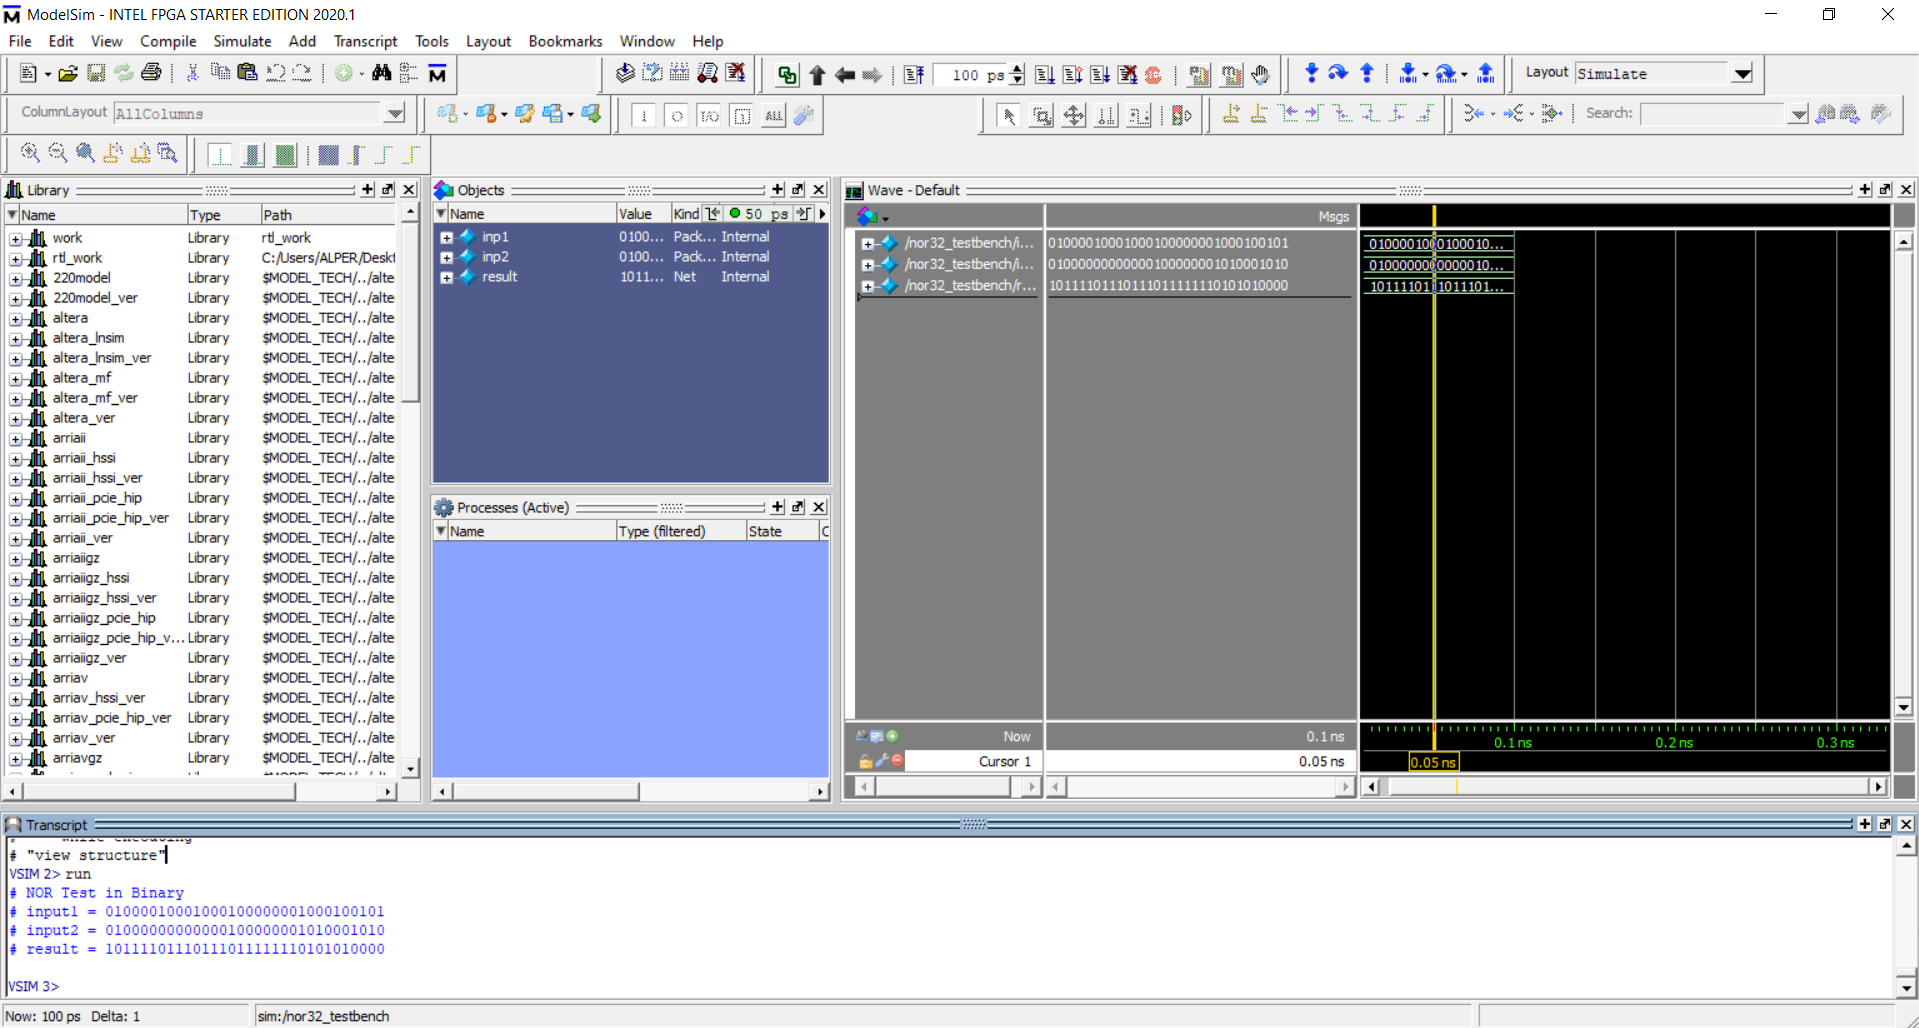 ModelSim - INTEL FPGA STARTER EDITION 2020.1
File Edit View Compile Simulate Add Transcript Tools Layout Bookmarks Window Help
100 ps
Layout Simulate
ColumnLayout AllColumns
Search:
Library
Name Type Path
work Library rtl_work
rtl_work Library C:/Users/ALPER/Deskt
220model Library $MODEL_TECH/../alte
220model_ver Library $MODEL_TECH/../alte
altera Library $MODEL_TECH/../alte
altera_lnsim Library $MODEL_TECH/../alte
altera_lnsim_ver Library $MODEL_TECH/../alte
altera_mf Library $MODEL_TECH/../alte
altera_mf_ver Library $MODEL_TECH/../alte
altera_ver Library $MODEL_TECH/../alte
arriaii Library $MODEL_TECH/../alte
arriaii_hssi Library $MODEL_TECH/../alte
arriaii_hssi_ver Library $MODEL_TECH/../alte
arriaii_pcie_hip Library $MODEL_TECH/../alte
arriaii_pcie_hip_ver Library $MODEL_TECH/../alte
arriaii_ver Library $MODEL_TECH/../alte
arriaiigz Library $MODEL_TECH/../alte
arriaiigz_hssi Library $MODEL_TECH/../alte
arriaiigz_hssi_ver Library $MODEL_TECH/../alte
arriaiigz_pcie_hip Library $MODEL_TECH/../alte
arriaiigz_pcie_hip_v... Library $MODEL_TECH/../alte
arriaiigz_ver Library $MODEL_TECH/../alte
arriav Library $MODEL_TECH/../alte
arriav_hssi_ver Library $MODEL_TECH/../alte
arriav_pcie_hip_ver Library $MODEL_TECH/../alte
arriav_ver Library $MODEL_TECH/../alte
arriavgz Library $MODEL_TECH/../alte
Objects
Name Value Kind 50 ps
inp1 0100... Pack... Internal
inp2 0100... Pack... Internal
result 1011... Net Internal
Processes (Active)
Name Type (filtered) State
Wave - Default
Msgs
/nor32_testbench/i... 01000010001000100000001000100101 0100001000100010...
/nor32_testbench/i... 01000000000000100000001010001010 0100000000000010...
/nor32_testbench/r... 10111101110111011111110101010000 1011110111011101...
Now 0.1 ns 0.1 ns 0.2 ns 0.3 ns
Cursor 1 0.05 ns 0.05 ns
Transcript
# while executing
# "view structure"
VSIM 2> run
# NOR Test in Binary
# input1 = 01000010001000100000001000100101
# input2 = 01000000000000100000001010001010
# result = 10111101110111011111110101010000
VSIM 3>
Now: 100 ps Delta: 1 sim:/nor32_testbench